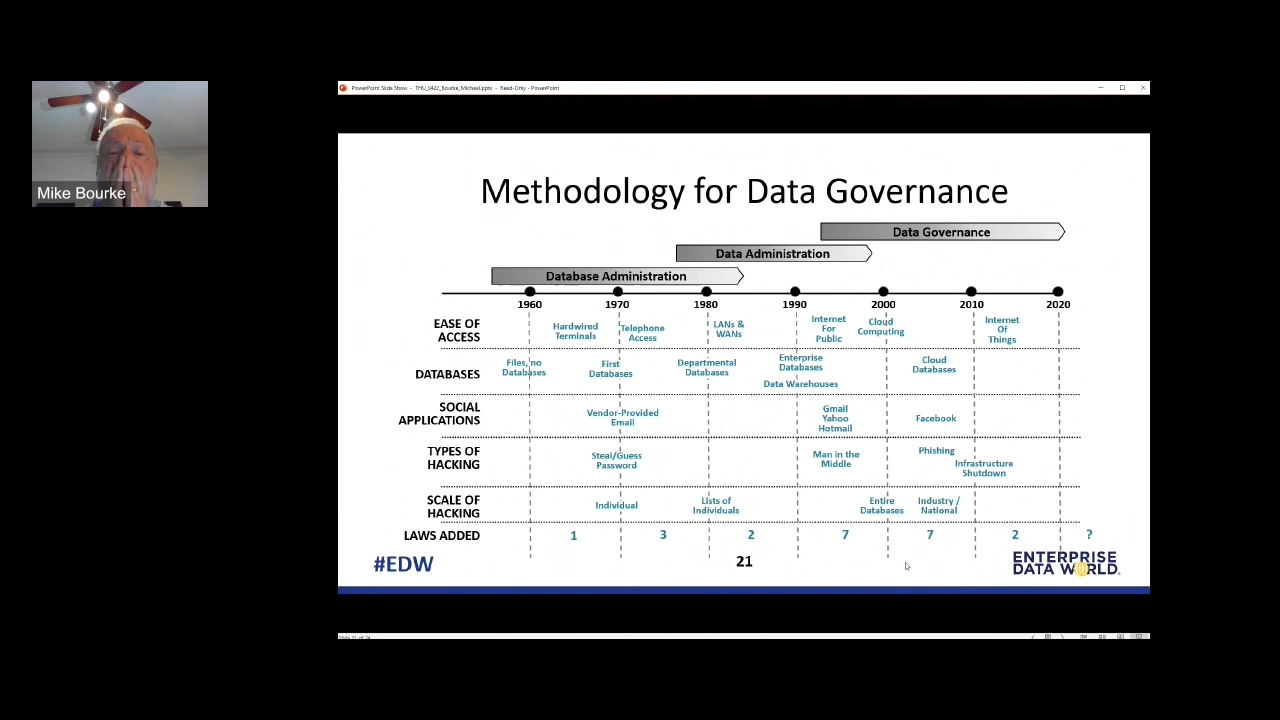 PowerPoint Slide Show - THU_0422_Bourke_Michael.pptx - Read-Only - PowerPoint
Mike Bourke
Methodology for Data Governance
Data Governance
Data Administration
Database Administration
1960 1970 1980 1990 2000 2010 2020
EASE OF
ACCESS
Hardwired
Terminals
Telephone
Access
LANs &
WANs
Internet
For
Public
Cloud
Computing
Internet
Of
Things
DATABASES
Files, no
Databases
First
Databases
Departmental
Databases
Enterprise
Databases
Data Warehouses
Cloud
Databases
SOCIAL
APPLICATIONS
Vendor-Provided
Email
Gmail
Yahoo
Hotmail
Facebook
TYPES OF
HACKING
Steal/Guess
Password
Man in the
Middle
Phishing
Infrastructure
Shutdown
SCALE OF
HACKING
Individual
Lists of
Individuals
Entire
Databases
Industry /
National
LAWS ADDED 1 3 2 7 7 2 ?
#EDW
21
ENTERPRISE
DATA WORLD